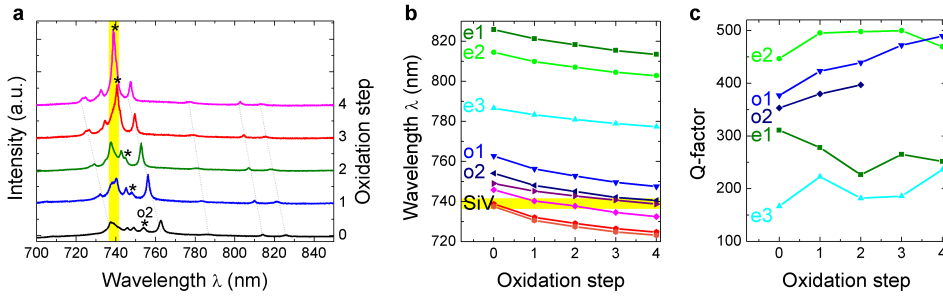 a
Intensity (a.u.)
*
*
*
*
o2
*
4
3
2
1
0
Oxidation step
700 720 740 760 780 800 820 840
Wavelength λ (nm)
b
Wavelength λ (nm)
820
800
780
760
740
720
e1
e2
e3
o1
o2
SiV
0 1 2 3 4
Oxidation step
c
Q-factor
500
400
300
200
100
e2
o1
o2
e1
e3
0 1 2 3 4
Oxidation step